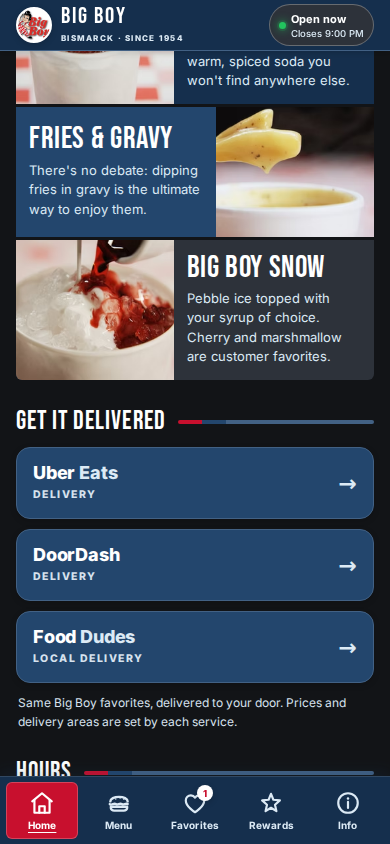 Big Boy
BIG BOY
BISMARCK · SINCE 1954
Open now
Closes 9:00 PM
warm, spiced soda you
won't find anywhere else.
FRIES & GRAVY
There's no debate: dipping
fries in gravy is the ultimate
way to enjoy them.
BIG BOY SNOW
Pebble ice topped with
your syrup of choice.
Cherry and marshmallow
are customer favorites.
GET IT DELIVERED
Uber Eats
DELIVERY
→
DoorDash
DELIVERY
→
Food Dudes
LOCAL DELIVERY
→
Same Big Boy favorites, delivered to your door. Prices and
delivery areas are set by each service.
HOURS
1
Home
Menu
Favorites
Rewards
Info